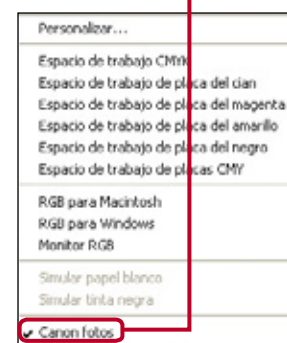 Personalizar...
Espacio de trabajo CMYK
Espacio de trabajo de placa del cian
Espacio de trabajo de placa del magenta
Espacio de trabajo de placa del amarillo
Espacio de trabajo de placa del negro
Espacio de trabajo de placas CMY
RGB para Macintosh
RGB para Windows
Monitor RGB
Simular papel blanco
Simular tinta negra
Canon fotos